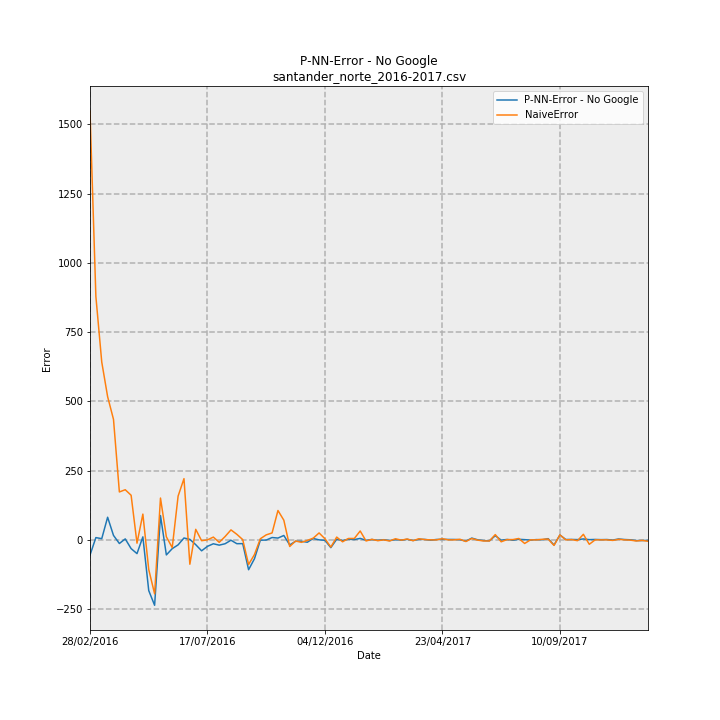 P-NN-Error - No Google
santander_norte_2016-2017.csv
P-NN-Error - No Google
NaiveError
1500
1250
1000
750
500
250
0
−250
Error
28/02/2016
17/07/2016
04/12/2016
23/04/2017
10/09/2017
Date